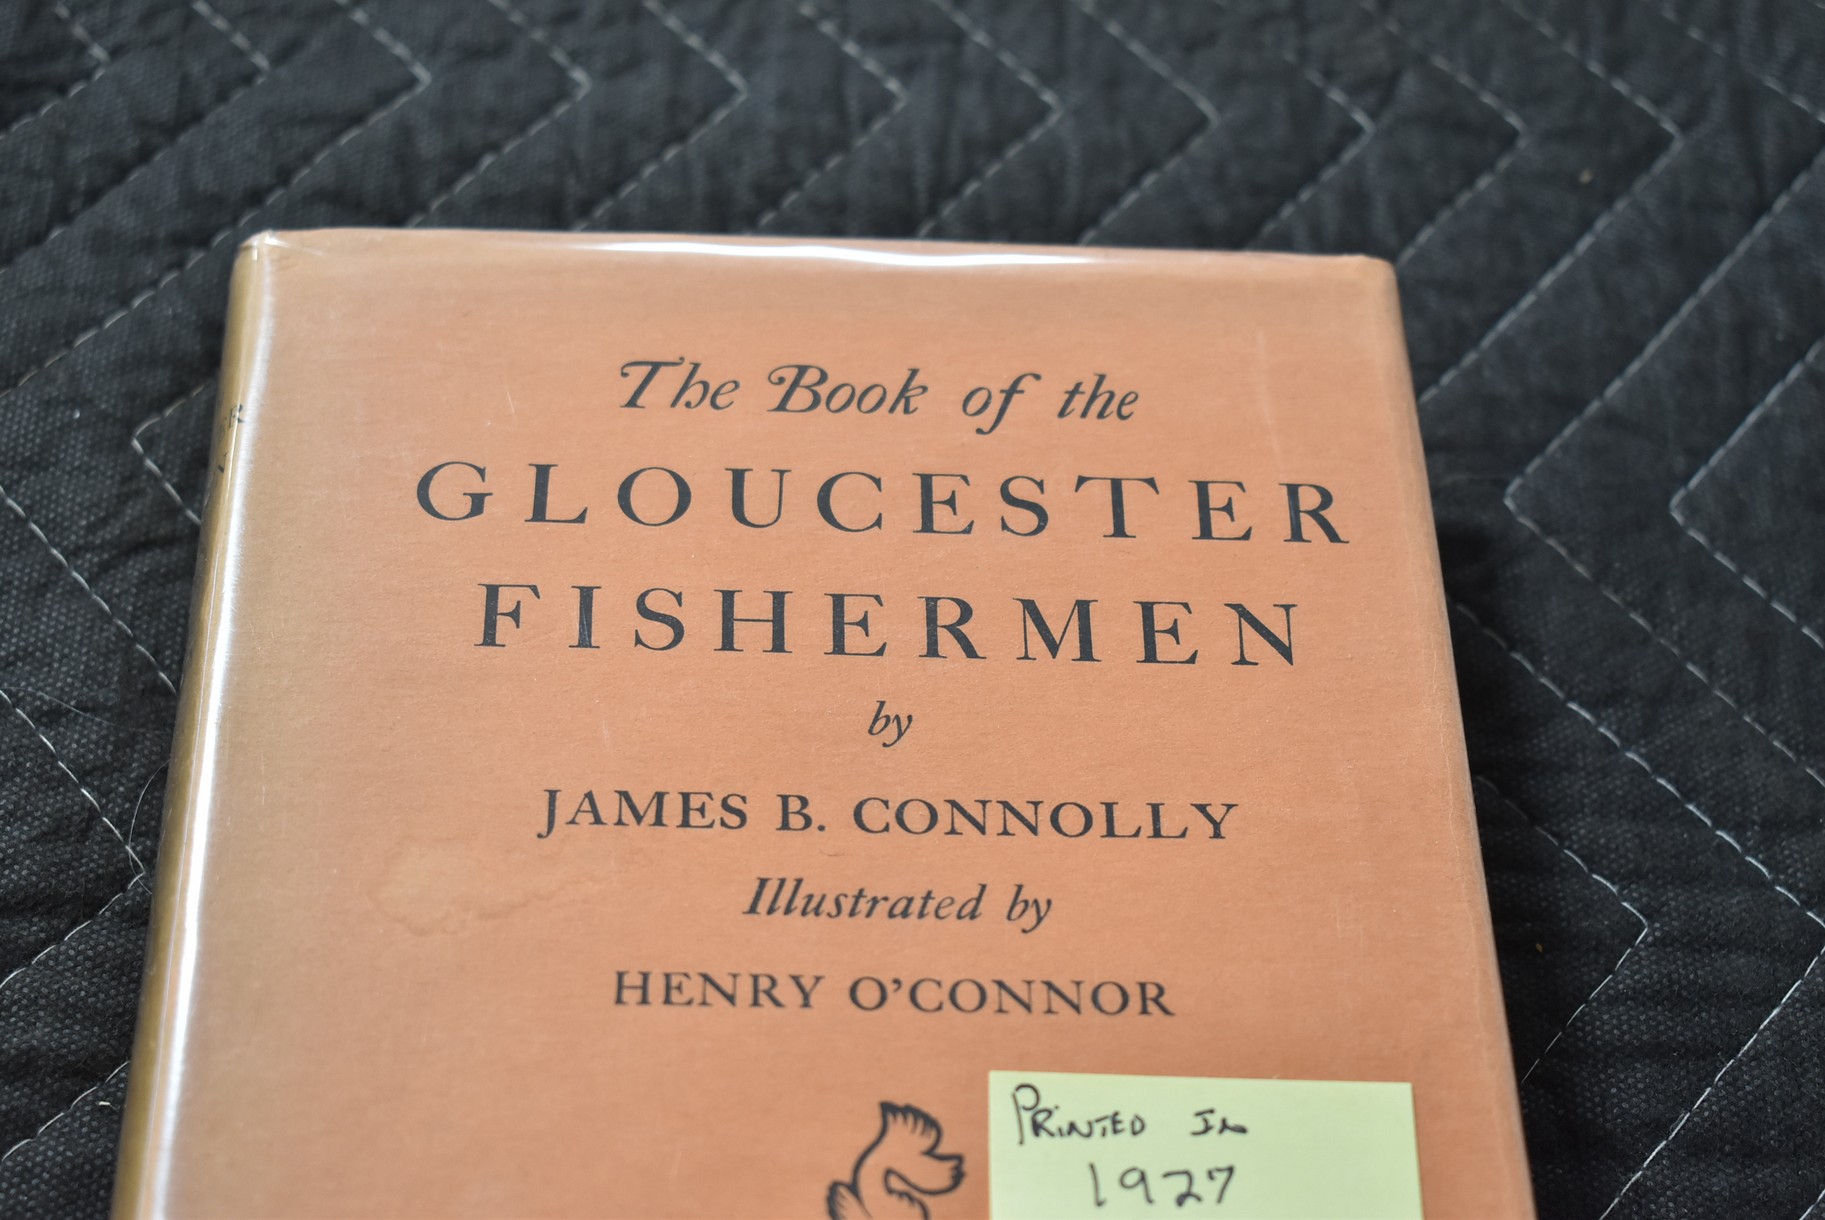 The Book of the
GLOUCESTER
FISHERMEN
by
JAMES B. CONNOLLY
Illustrated by
HENRY O'CONNOR
PRINTED IN
1927